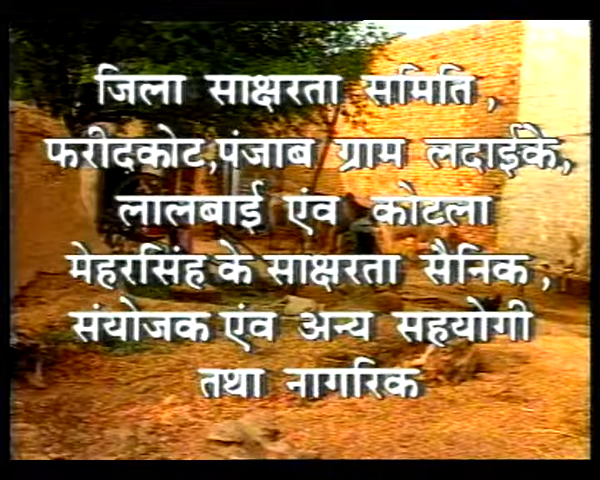 जिला साक्षरता समिति ,
फरीदकोट,पंजाब ग्राम लदाईकै,
लालबाई एंव कोटला
मेहरसिंह के साक्षरता सैनिक ,
संयोजक एंव अन्य सहयोगी
तथा नागरिक